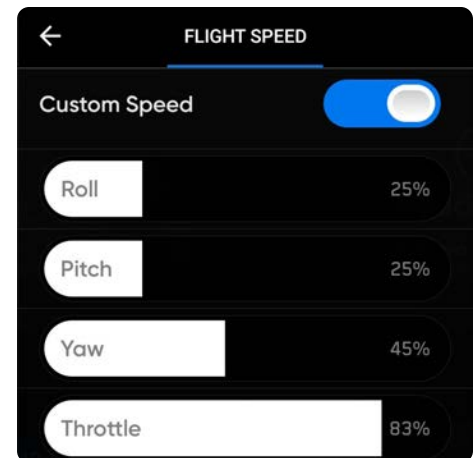 FLIGHT SPEED
Custom Speed
Roll 25%
Pitch 25%
Yaw 45%
Throttle 83%